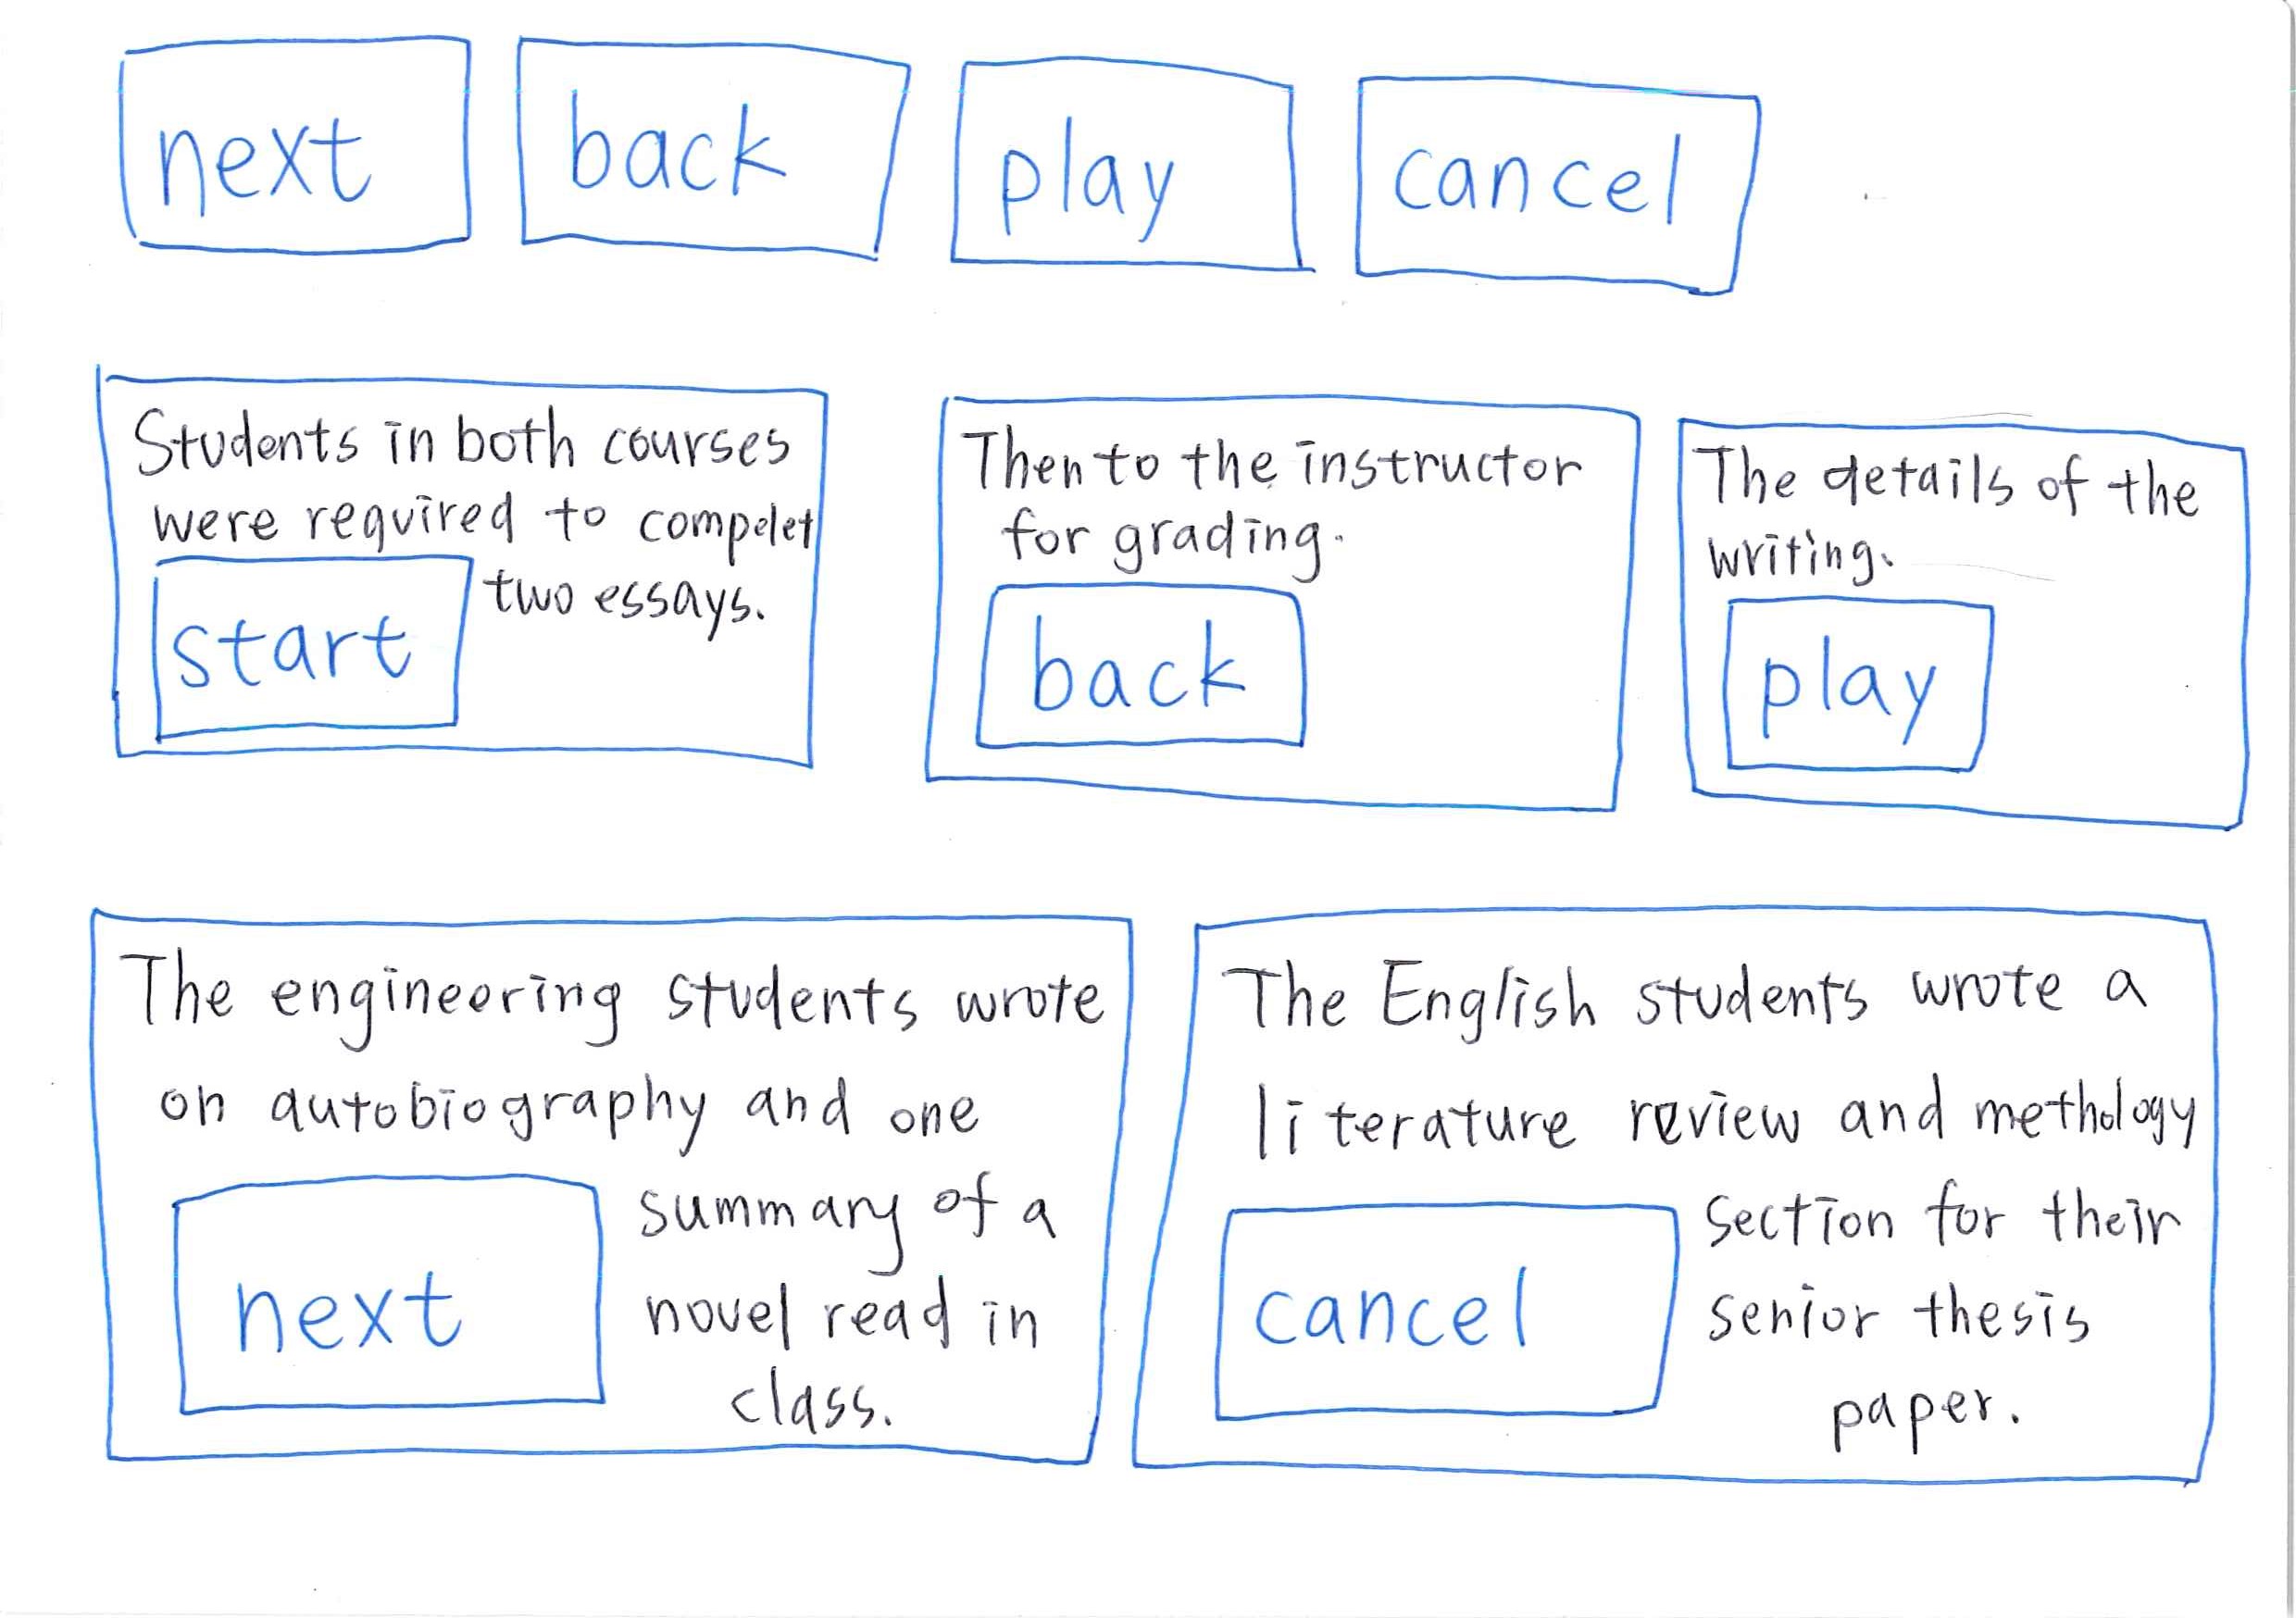 next
back
play
cancel
Students in both courses
were required to compelet
two essays.
start
Then to the instructor
for grading.
back
The details of the
writing.
play
The engineering students wrote
on autobiography and one
summary of a
novel read in
class.
next
The English students wrote a
literature review and methology
section for their
senior thesis
paper.
cancel